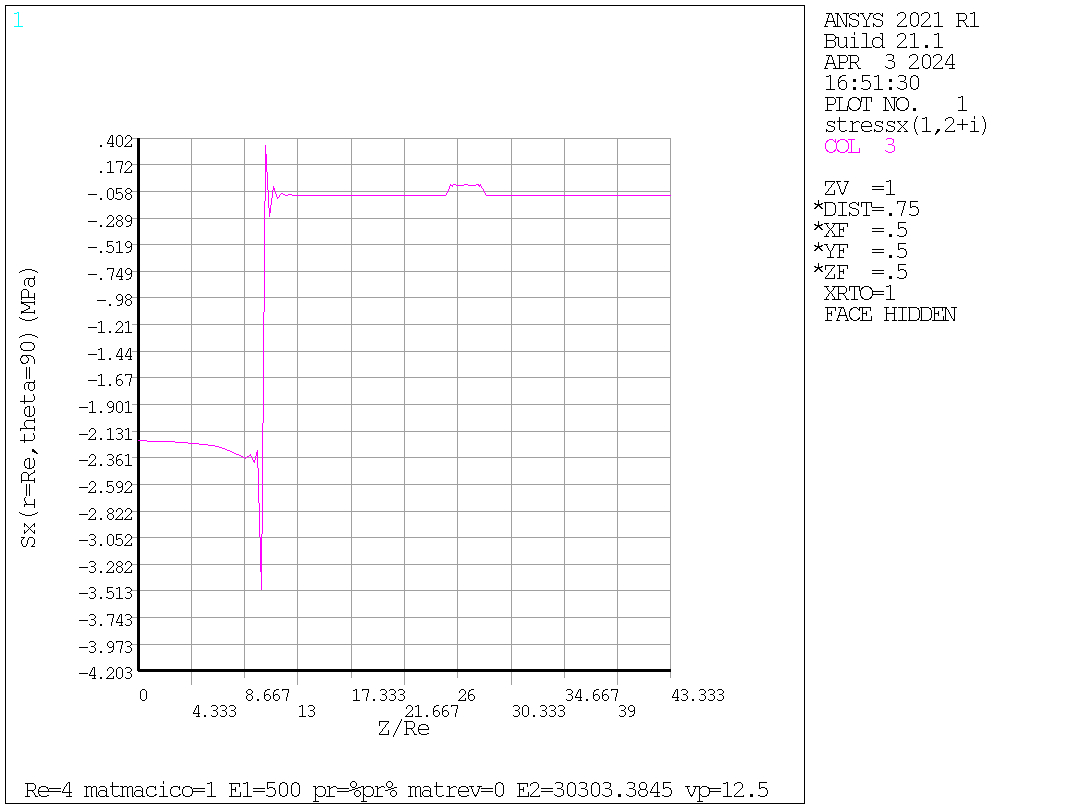 1
ANSYS 2021 R1
Build 21.1
APR  3 2024
16:51:30
PLOT NO.   1
stressx(1,2+i)
COL  3
ZV  =1
*DIST=.75
*XF  =.5
*YF  =.5
*ZF  =.5
XRTO=1
FACE HIDDEN
.402
.172
-.058
-.289
-.519
-.749
-.98
-1.21
-1.44
-1.67
-1.901
-2.131
-2.361
-2.592
-2.822
-3.052
-3.282
-3.513
-3.743
-3.973
-4.203
Sx(r=Re,theta=90)(MPa)
0 8.667 17.333 26 34.667 43.333
4.333 13 21.667 30.333 39
Z/Re
Re=4 matmacico=1 E1=500 pr=%pr% matrev=0 E2=30303.3845 vp=12.5